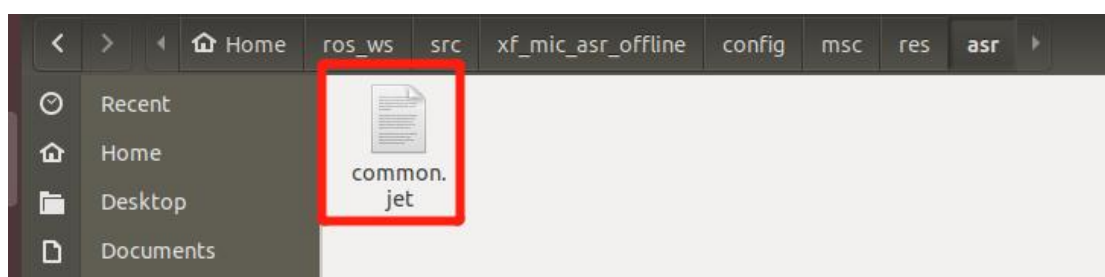 Home ros_ws src xf_mic_asr_offline config msc res asr
Recent
Home
Desktop
Documents
common.
jet